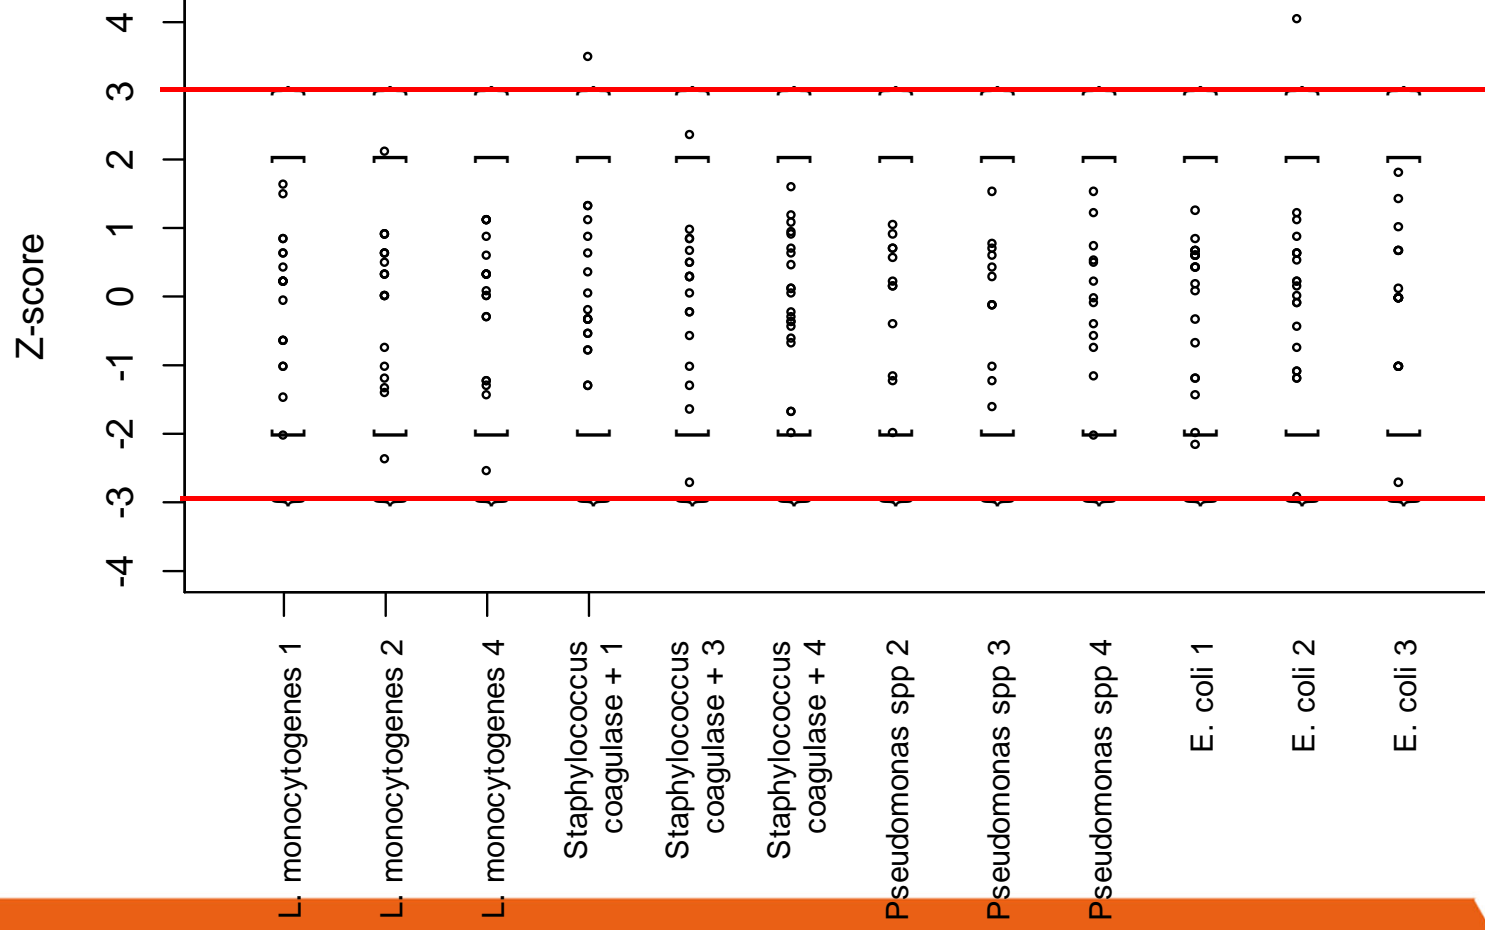 Z-score
4
3
2
1
0
-1
-2
-3
-4
L. monocytogenes 1
L. monocytogenes 2
L. monocytogenes 4
Staphylococcus
coagulase + 1
Staphylococcus
coagulase + 3
Staphylococcus
coagulase + 4
Pseudomonas spp 2
Pseudomonas spp 3
Pseudomonas spp 4
E. coli 1
E. coli 2
E. coli 3